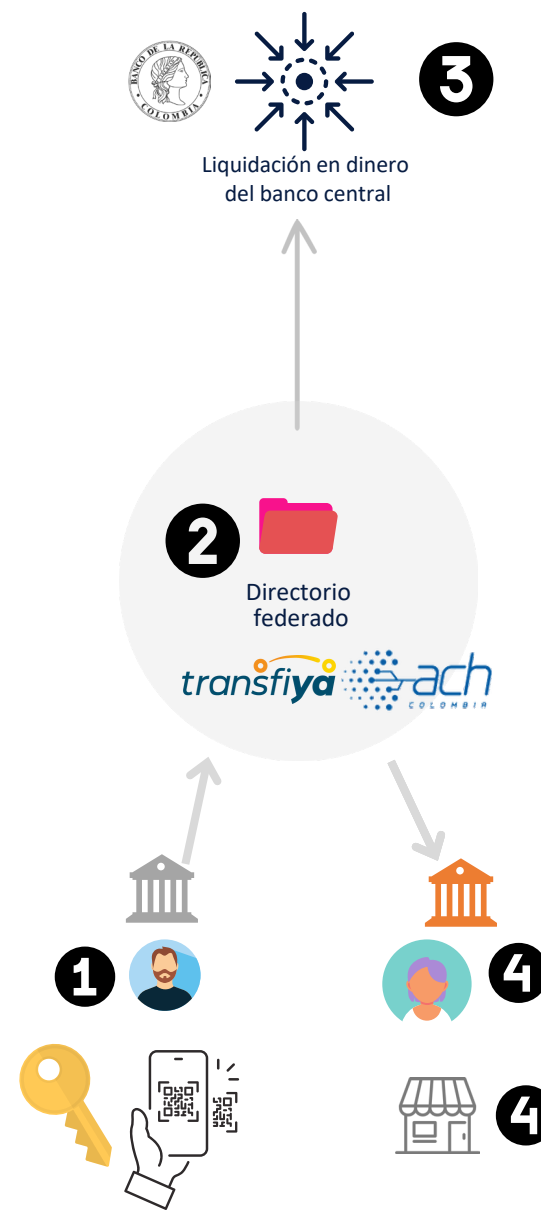 BANCO DE LA REPUBLICA
COLOMBIA
3
Liquidación en dinero
del banco central
2
Directorio
federado
transfiya
ach
COLOMBIA
1
4
4